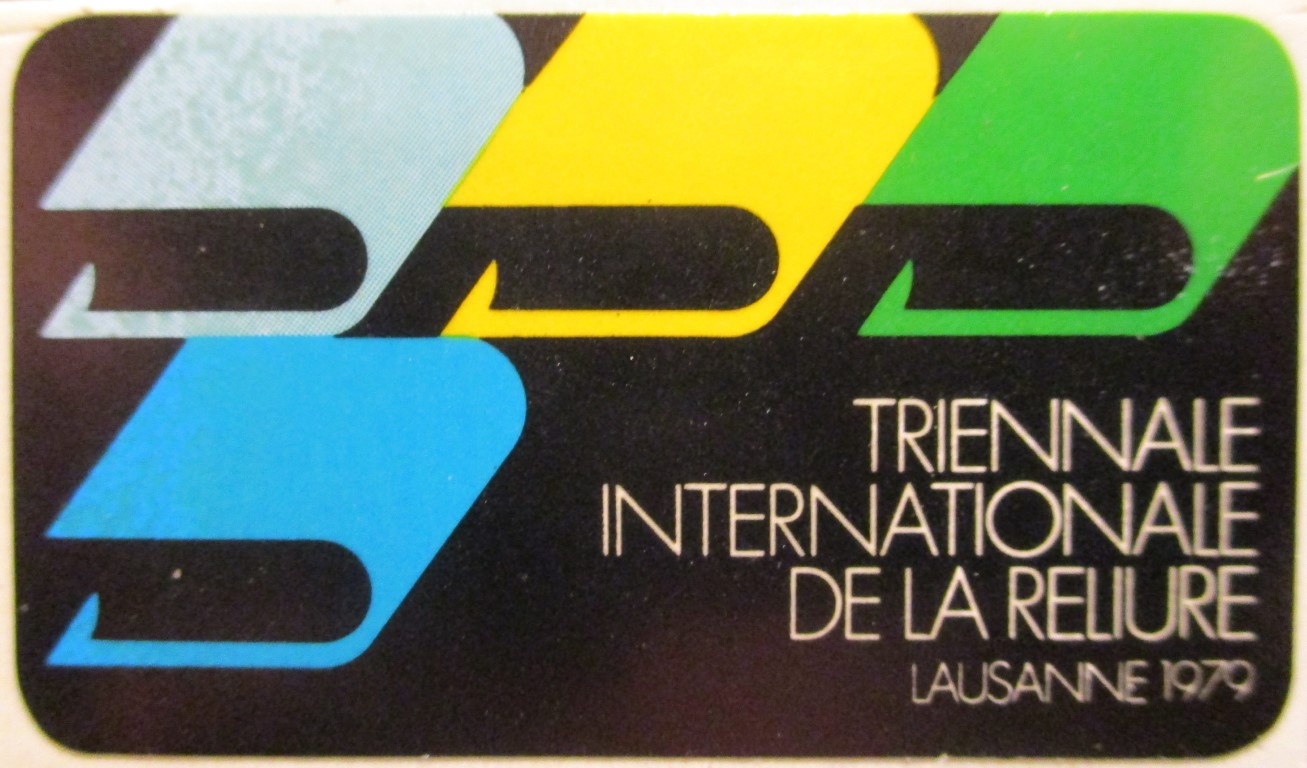 TRIENNALE
INTERNATIONALE
DE LA RELIURE
LAUSANNE 1979